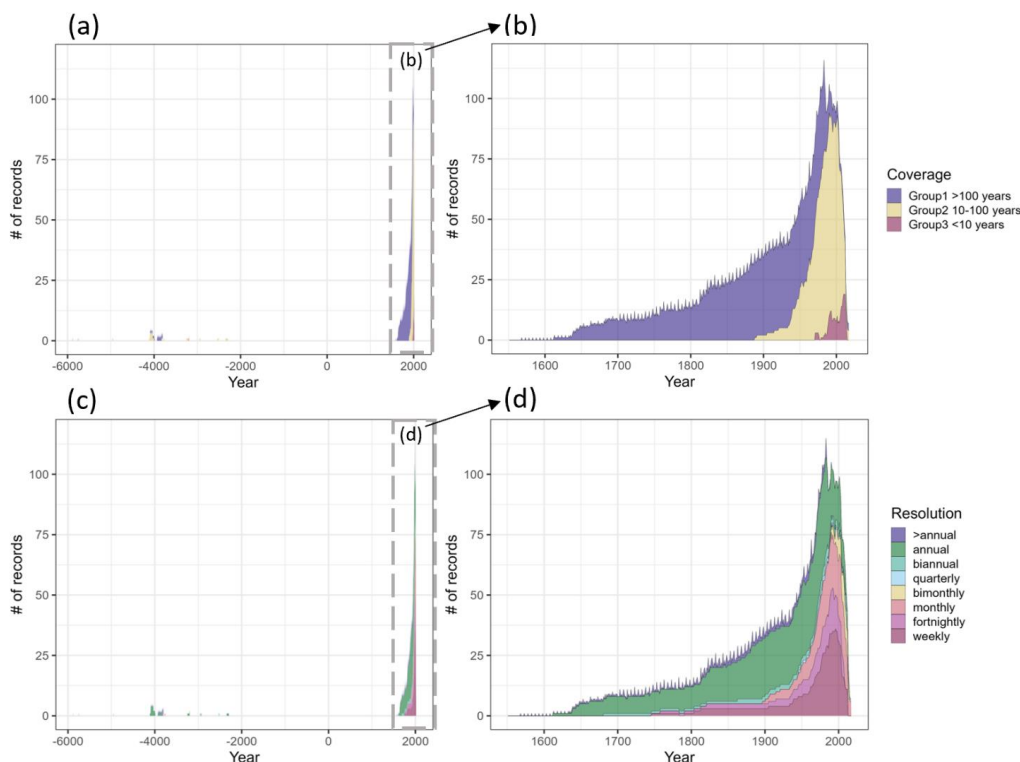 (a)
(b)
(b)
# of records
100
75
50
25
0
-6000
-4000
-2000
0
2000
Year
# of records
100
75
50
25
0
1600
1700
1800
1900
2000
Year
Coverage
Group1 >100 years
Group2 10-100 years
Group3 <10 years
(c)
(d)
(d)
# of records
100
75
50
25
0
-6000
-4000
-2000
0
2000
Year
# of records
100
75
50
25
0
1600
1700
1800
1900
2000
Year
Resolution
>annual
annual
biannual
quarterly
bimonthly
monthly
fortnightly
weekly